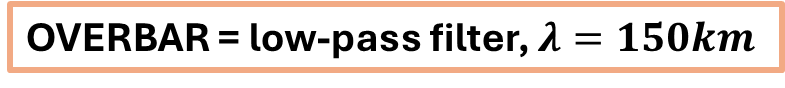 OVERBAR = low-pass filter, λ = 150km